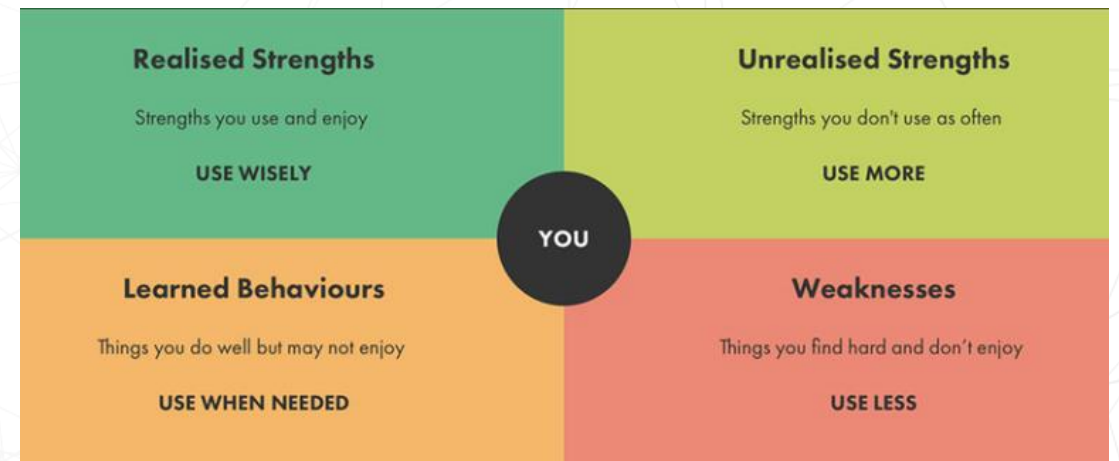 Realised Strengths
Strengths you use and enjoy
USE WISELY
Unrealised Strengths
Strengths you don't use as often
USE MORE
YOU
Learned Behaviours
Things you do well but may not enjoy
USE WHEN NEEDED
Weaknesses
Things you find hard and don’t enjoy
USE LESS